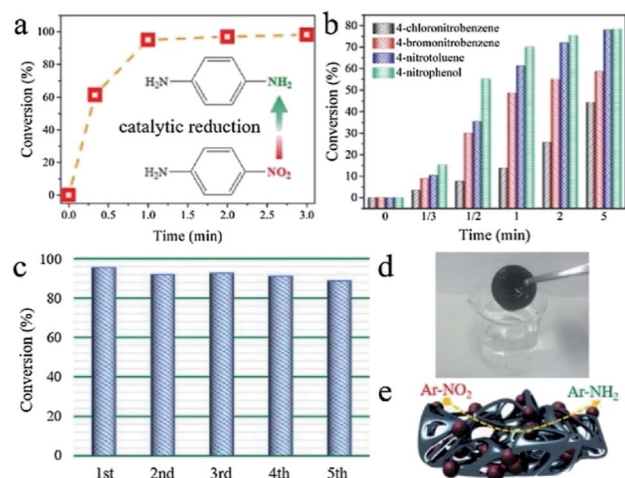 a
Conversion (%)
100
80
60
40
20
0
H₂N
NH₂
catalytic reduction
H₂N
NO₂
0.0 0.5 1.0 1.5 2.0 2.5 3.0
Time (min)
b
Conversion (%)
80
70
60
50
40
30
20
10
0
4-chloronitrobenzene
4-bromonitrobenzene
4-nitrotoluene
4-nitrophenol
0 1/3 1/2 1 2 5
Time (min)
c
Conversion (%)
100
80
60
40
20
0
1st 2nd 3rd 4th 5th
d
e
Ar-NO₂ Ar-NH₂